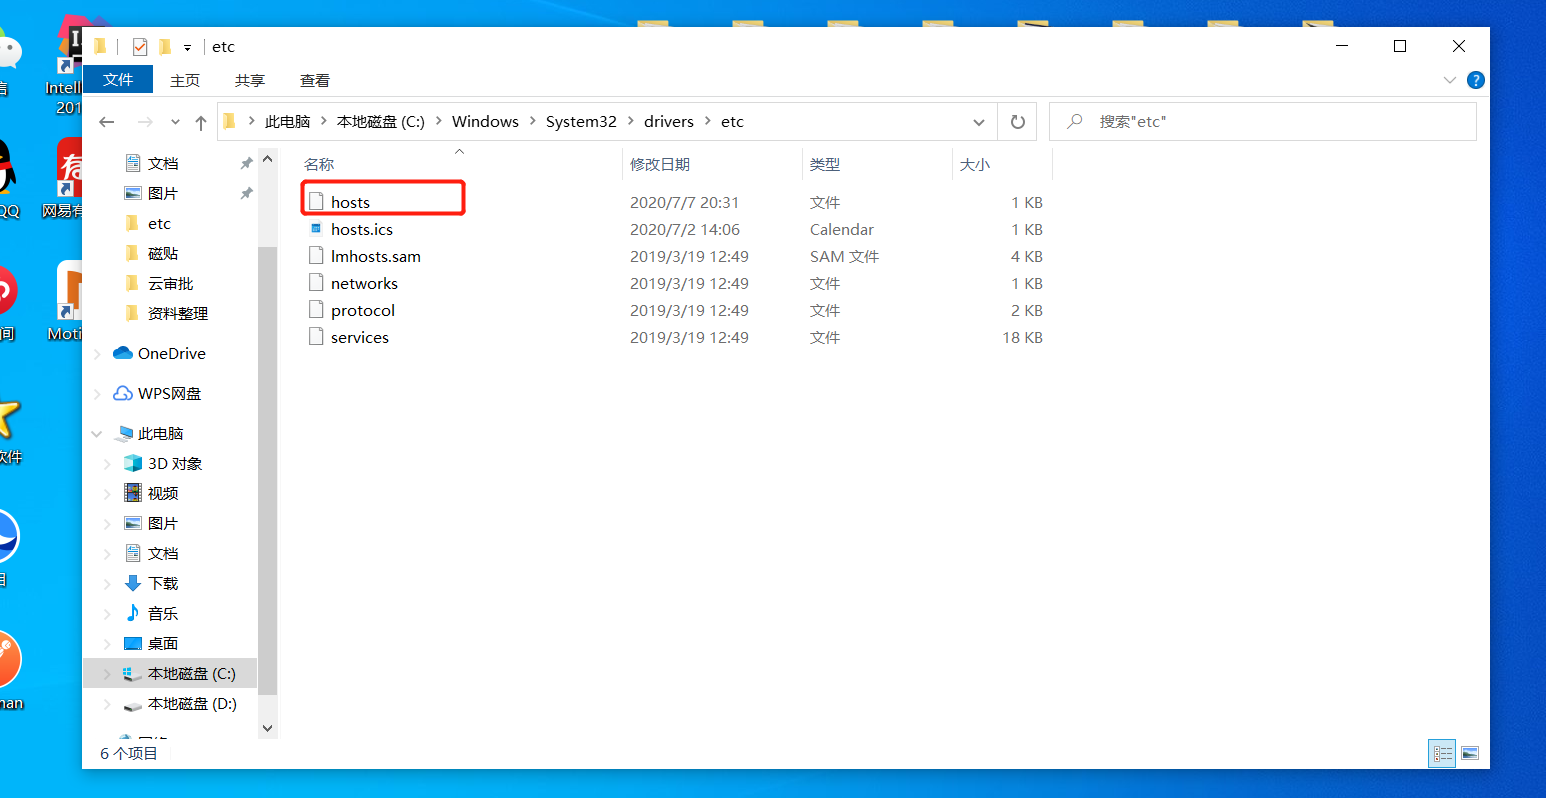 etc
文件 主页 共享 查看
此电脑 本地磁盘 (C:) Windows System32 drivers etc
搜索"etc"
名称 修改日期 类型 大小
hosts 2020/7/7 20:31 文件 1 KB
hosts.ics 2020/7/2 14:06 Calendar 1 KB
lmhosts.sam 2019/3/19 12:49 SAM 文件 4 KB
networks 2019/3/19 12:49 文件 1 KB
protocol 2019/3/19 12:49 文件 2 KB
services 2019/3/19 12:49 文件 18 KB
文档
图片
etc
磁贴
云审批
资料整理
OneDrive
WPS网盘
此电脑
3D 对象
视频
图片
文档
下载
音乐
桌面
本地磁盘 (C:)
本地磁盘 (D:)
6 个项目
信
Intell
201
QQ
网易有
间
Moti
软件
目
man